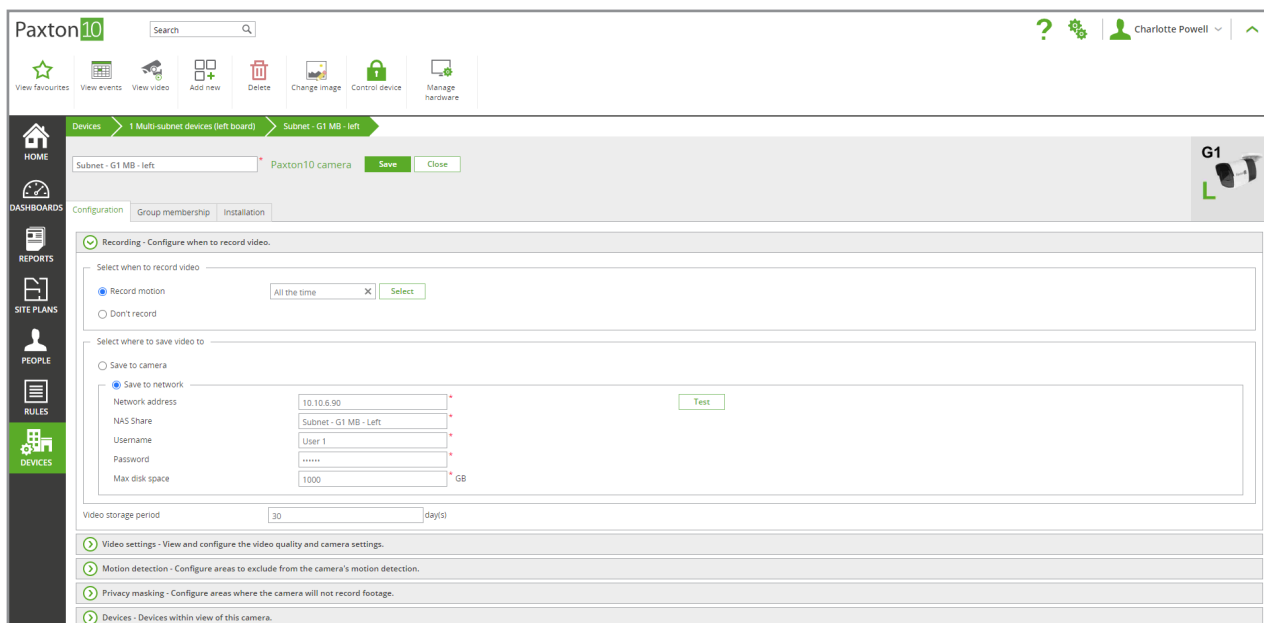 Paxton10
Search
Charlotte Powell
View favourites
View events
View video
Add new
Delete
Change image
Control device
Manage
hardware
HOME
DASHBOARDS
REPORTS
SITE PLANS
PEOPLE
RULES
DEVICES
Devices
1 Multi-subnet devices (left board)
Subnet - G1 MB - left
Subnet - G1 MB - left * Paxton10 camera Save Close
G1
L
Configuration Group membership Installation
Recording - Configure when to record video.
Select when to record video
Record motion All the time Select
Don't record
Select where to save video to
Save to camera
Save to network
Network address 10.10.6.90 * Test
NAS Share Subnet - G1 MB - Left *
Username User 1 *
Password •••••• *
Max disk space 1000 * GB
Video storage period 30 day(s)
Video settings - View and configure the video quality and camera settings.
Motion detection - Configure areas to exclude from the camera's motion detection.
Privacy masking - Configure areas where the camera will not record footage.
Devices - Devices within view of this camera.